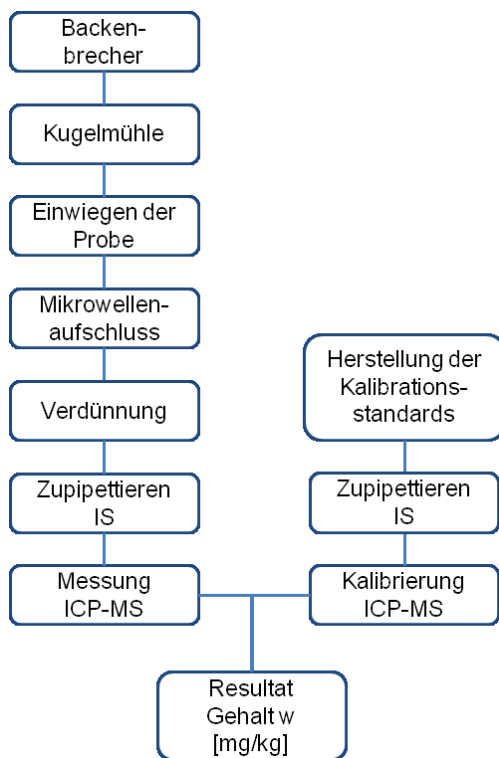 Backen-
brecher
Kugelmühle
Einwiegen der
Probe
Mikrowellen-
aufschluss
Verdünnung
Zupipettieren
IS
Messung
ICP-MS
Herstellung der
Kalibrations-
standards
Zupipettieren
IS
Kalibrierung
ICP-MS
Resultat
Gehalt w
[mg/kg]